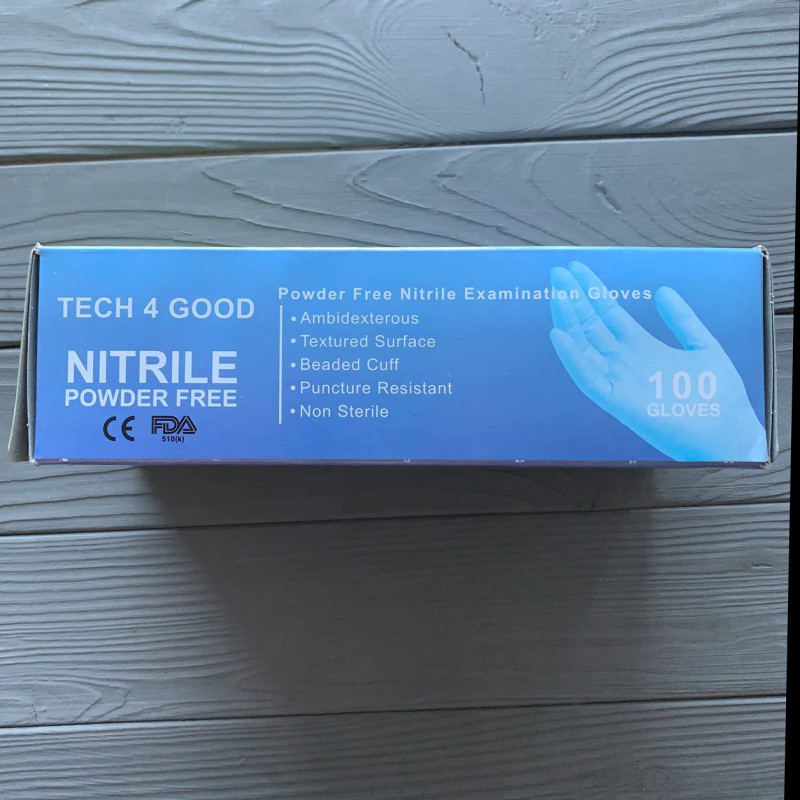 TECH 4 GOOD
NITRILE
POWDER FREE
CE FDA
510(k)
Powder Free Nitrile Examination Gloves
• Ambidexterous
• Textured Surface
• Beaded Cuff
• Puncture Resistant
• Non Sterile
100
GLOVES